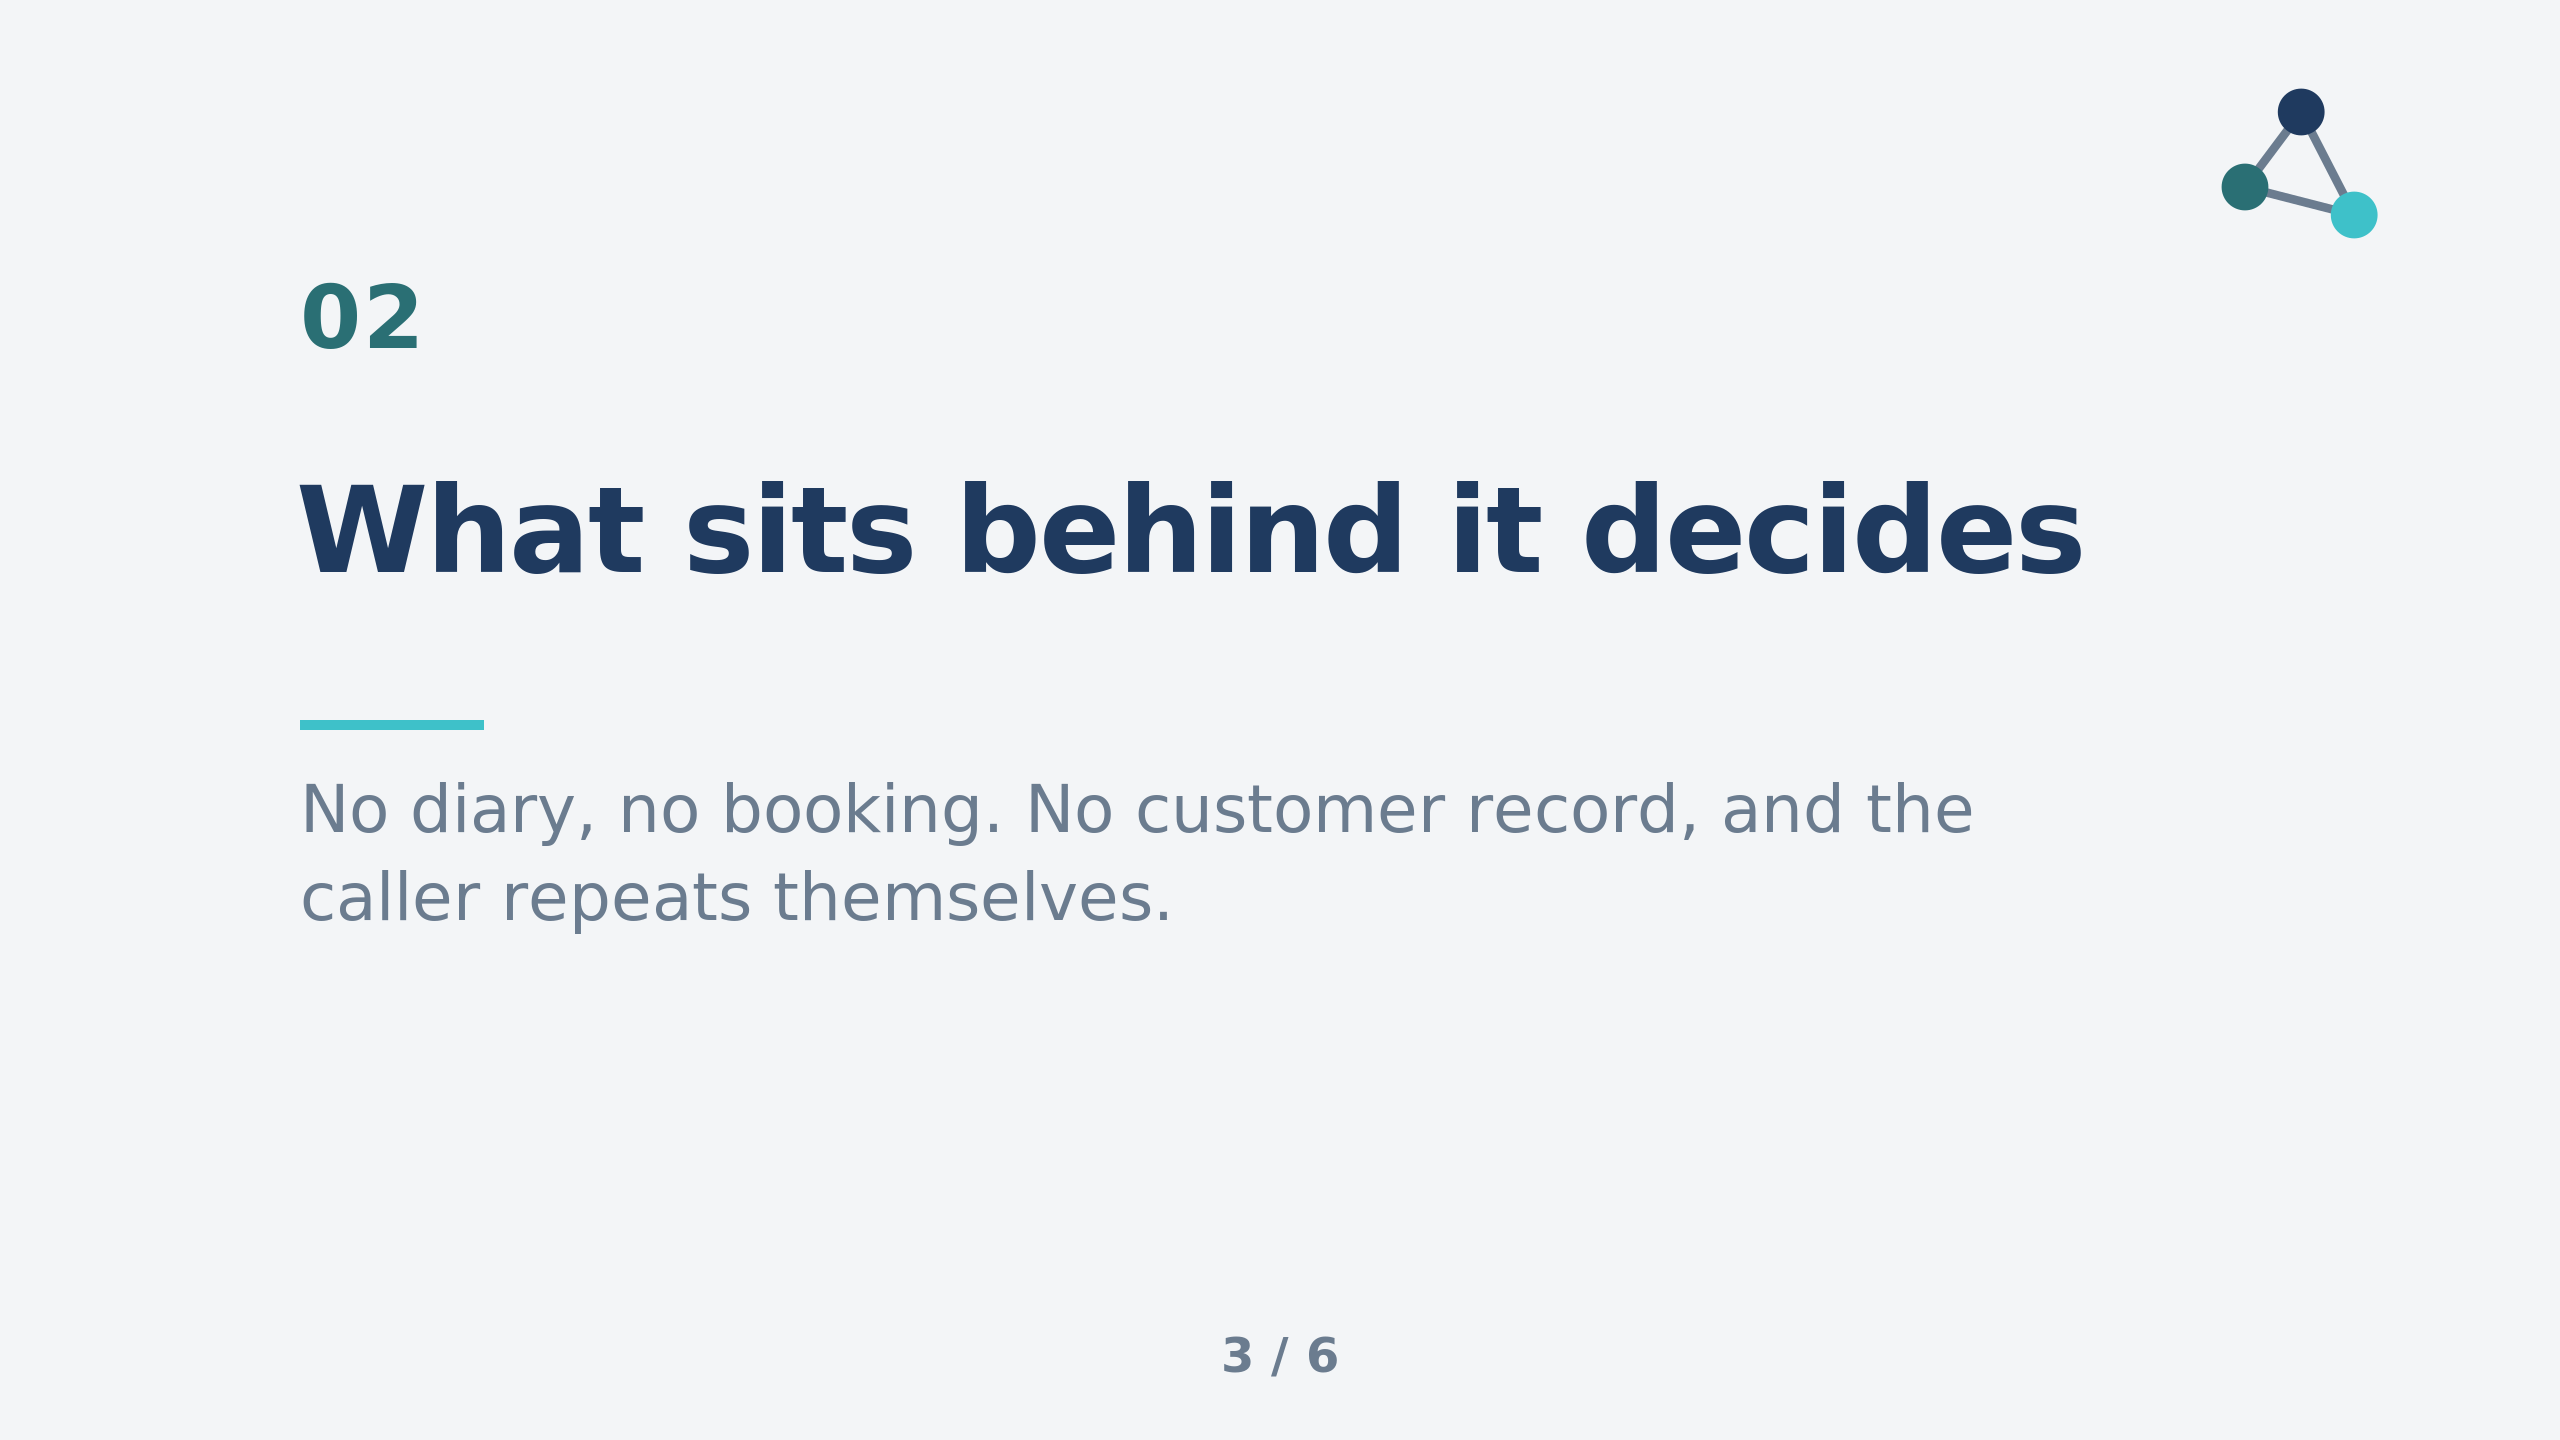 02
What sits behind it decides
No diary, no booking. No customer record, and the
caller repeats themselves.
3 / 6